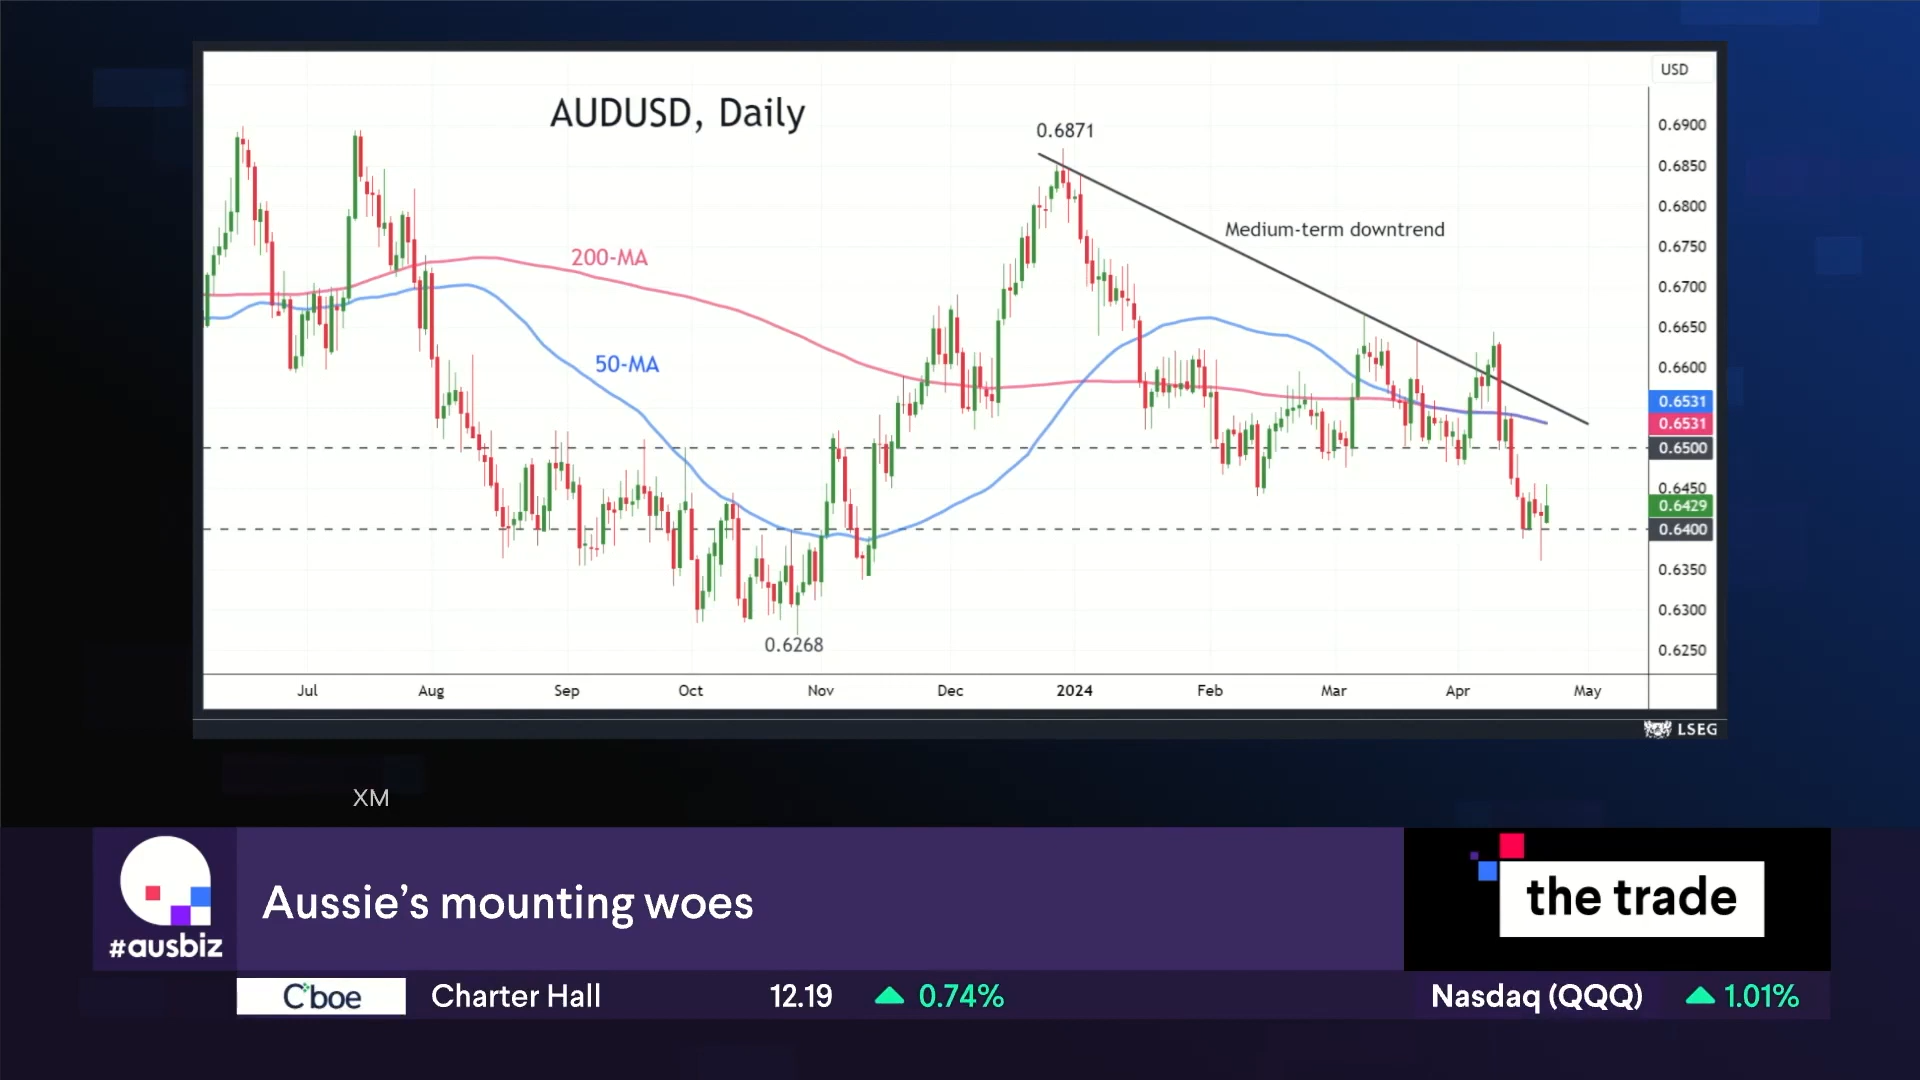 USD
AUDUSD, Daily
0.6871
0.6900
0.6850
0.6800
Medium-term downtrend
0.6750
200-MA
0.6700
0.6650
50-MA
0.6600
0.6531
0.6531
0.6500
0.6450
0.6429
0.6400
0.6350
0.6300
0.6268
0.6250
Jul Aug Sep Oct Nov Dec 2024 Feb Mar Apr May
LSEG
XM
Aussie’s mounting woes
the trade
#ausbiz
Cboe Charter Hall 12.19 0.74% Nasdaq (QQQ) 1.01%